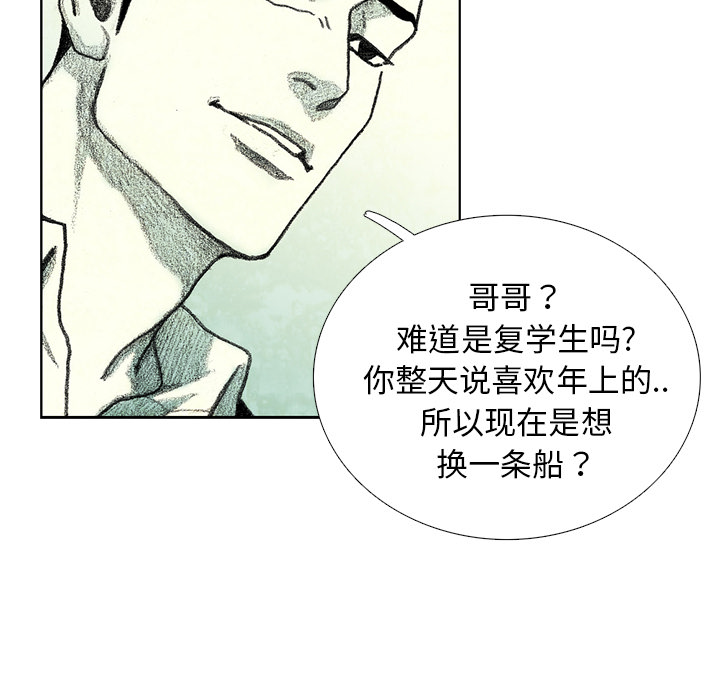 哥哥？
难道是复学生吗?
你整天说喜欢年上的..
所以现在是想
换一条船？